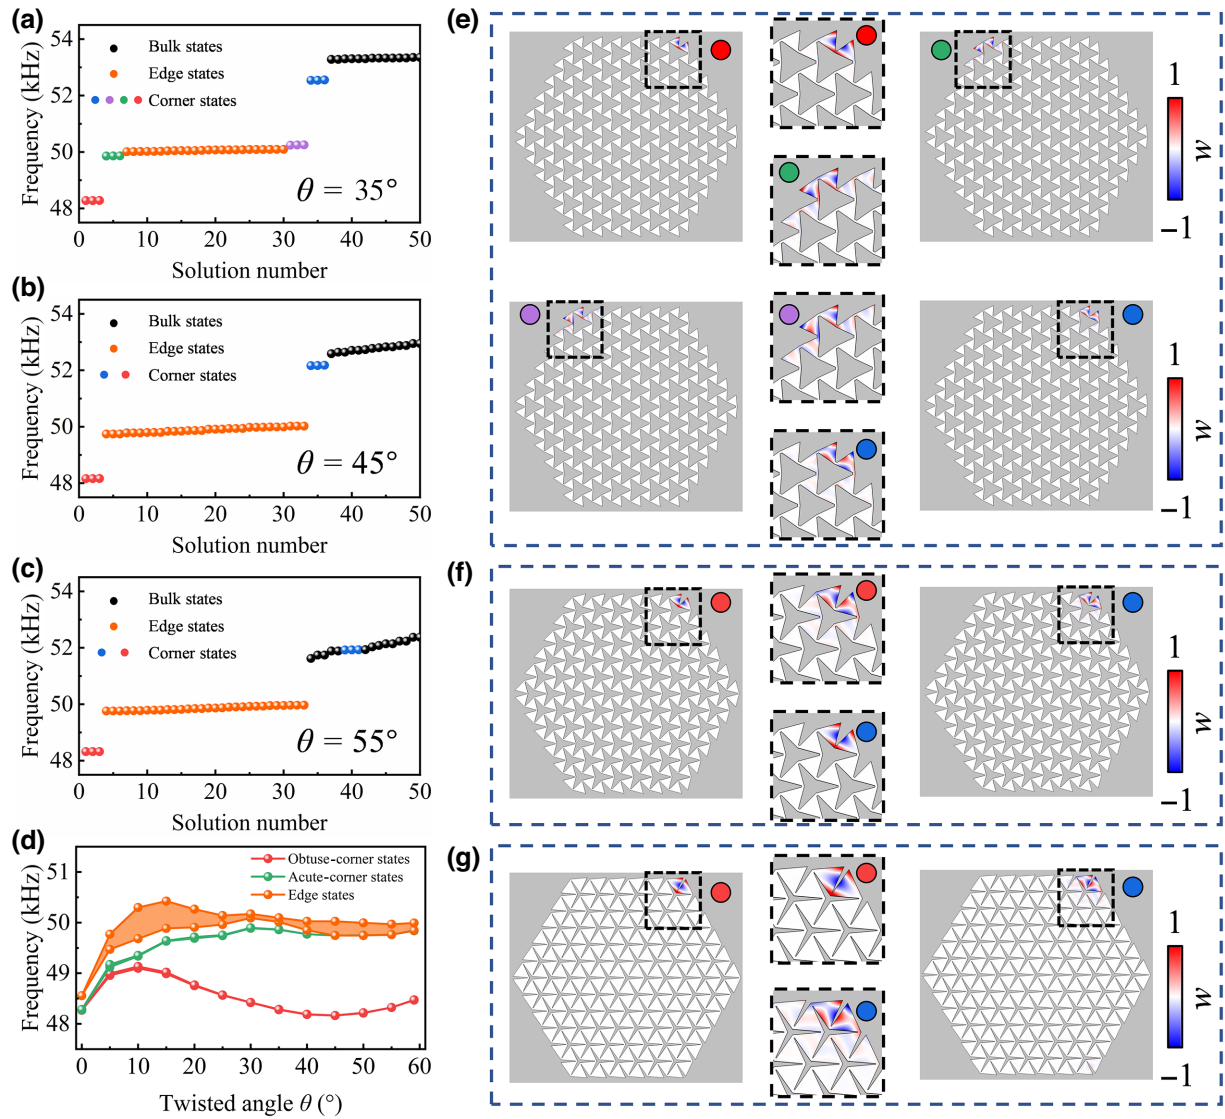 (a)
54
52
50
48
0 10 20 30 40 50
Frequency (kHz)
Solution number
Bulk states
Edge states
Corner states
θ = 35°
(b)
54
52
50
48
0 10 20 30 40 50
Frequency (kHz)
Solution number
Bulk states
Edge states
Corner states
θ = 45°
(c)
54
52
50
48
0 10 20 30 40 50
Frequency (kHz)
Solution number
Bulk states
Edge states
Corner states
θ = 55°
(d)
51
50
49
48
0 10 20 30 40 50 60
Frequency (kHz)
Twisted angle θ (°)
Obtuse-corner states
Acute-corner states
Edge states
(e)
1
w
−1
1
w
−1
(f)
1
w
−1
(g)
1
w
−1